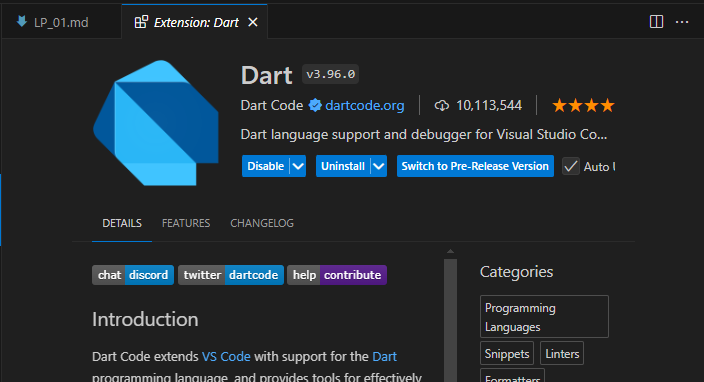 LP_01.md
Extension: Dart
Dart v3.96.0
Dart Code dartcode.org 10,113,544
Dart language support and debugger for Visual Studio Co...
Disable Uninstall Switch to Pre-Release Version Auto
DETAILS FEATURES CHANGELOG
chat discord twitter dartcode help contribute
Introduction
Dart Code extends VS Code with support for the Dart
programming language, and provides tools for effectively
Categories
Programming
Languages
Snippets Linters
Formatters